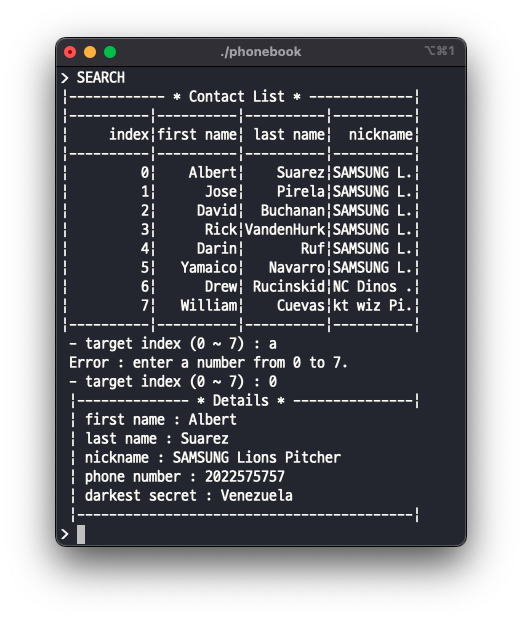 ./phonebook
⌥⌘1
> SEARCH
|------------ * Contact List * -------------|
|----------|----------|----------|----------|
|     index|first name| last name|  nickname|
|----------|----------|----------|----------|
|         0|    Albert|    Suarez|SAMSUNG L.|
|         1|      Jose|    Pirela|SAMSUNG L.|
|         2|     David|  Buchanan|SAMSUNG L.|
|         3|      Rick|VandenHurk|SAMSUNG L.|
|         4|     Darin|       Ruf|SAMSUNG L.|
|         5|   Yamaico|   Navarro|SAMSUNG L.|
|         6|      Drew| Rucinskid|NC Dinos .|
|         7|   William|    Cuevas|kt wiz Pi.|
|----------|----------|----------|----------|
- target index (0 ~ 7) : a
Error : enter a number from 0 to 7.
- target index (0 ~ 7) : 0
|-------------- * Details * ---------------|
| first name : Albert
| last name : Suarez
| nickname : SAMSUNG Lions Pitcher
| phone number : 2022575757
| darkest secret : Venezuela
|-------------------------------------------|
>